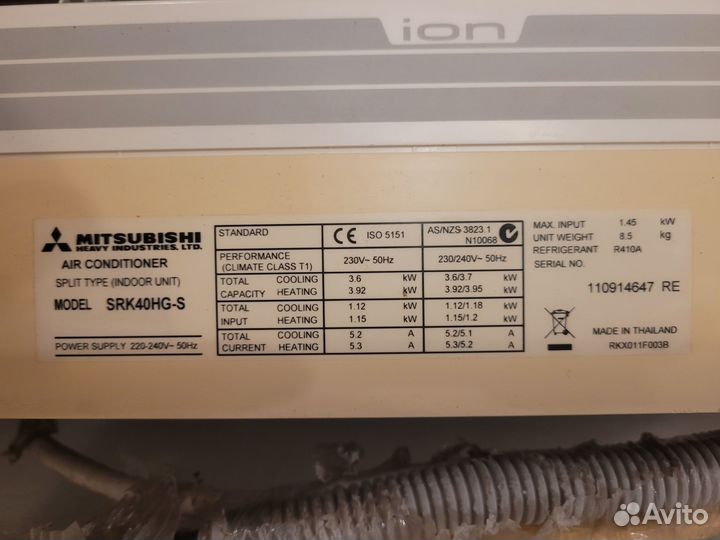 ion
MITSUBISHI
HEAVY INDUSTRIES, LTD.
AIR CONDITIONER
SPLIT TYPE (INDOOR UNIT)
MODEL SRK40HG-S
POWER SUPPLY 220-240V~ 50Hz
STANDARD CE ISO 5151 AS/NZS 3823.1 N10068
PERFORMANCE (CLIMATE CLASS T1) 230V~ 50Hz 230/240V~ 50Hz
TOTAL COOLING 3.6 kW 3.6/3.7 kW
CAPACITY HEATING 3.92 kW 3.92/3.95 kW
TOTAL COOLING 1.12 kW 1.12/1.18 kW
INPUT HEATING 1.15 kW 1.15/1.2 kW
TOTAL COOLING 5.2 A 5.2/5.1 A
CURRENT HEATING 5.3 A 5.3/5.2 A
MAX. INPUT 1.45 kW
UNIT WEIGHT 8.5 kg
REFRIGERANT R410A
SERIAL NO.
110914647 RE
MADE IN THAILAND
RKX011F003B
Avito